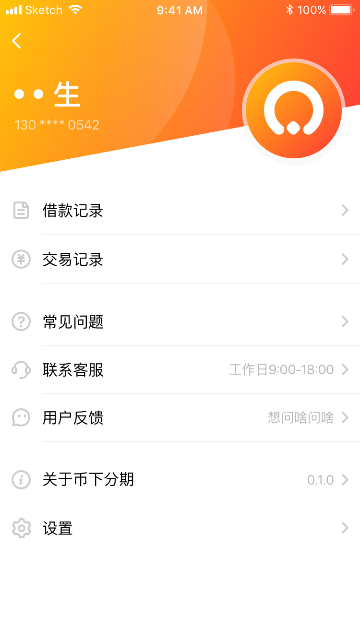 Sketch 9:41 AM 100%
●●生
130 **** 0542
借款记录
交易记录
常见问题
联系客服 工作日9:00-18:00
用户反馈 想问啥问啥
关于币下分期 0.1.0
设置